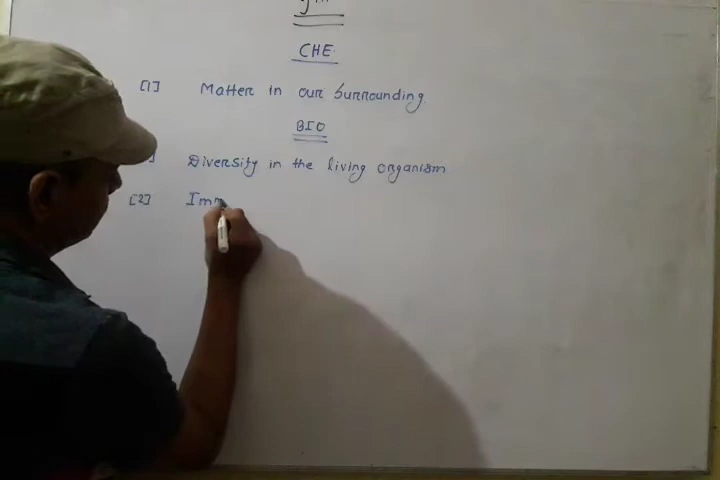 CHE.
[1] Matter in our Surrounding.
BIO
Diversity in the living organism
[2]